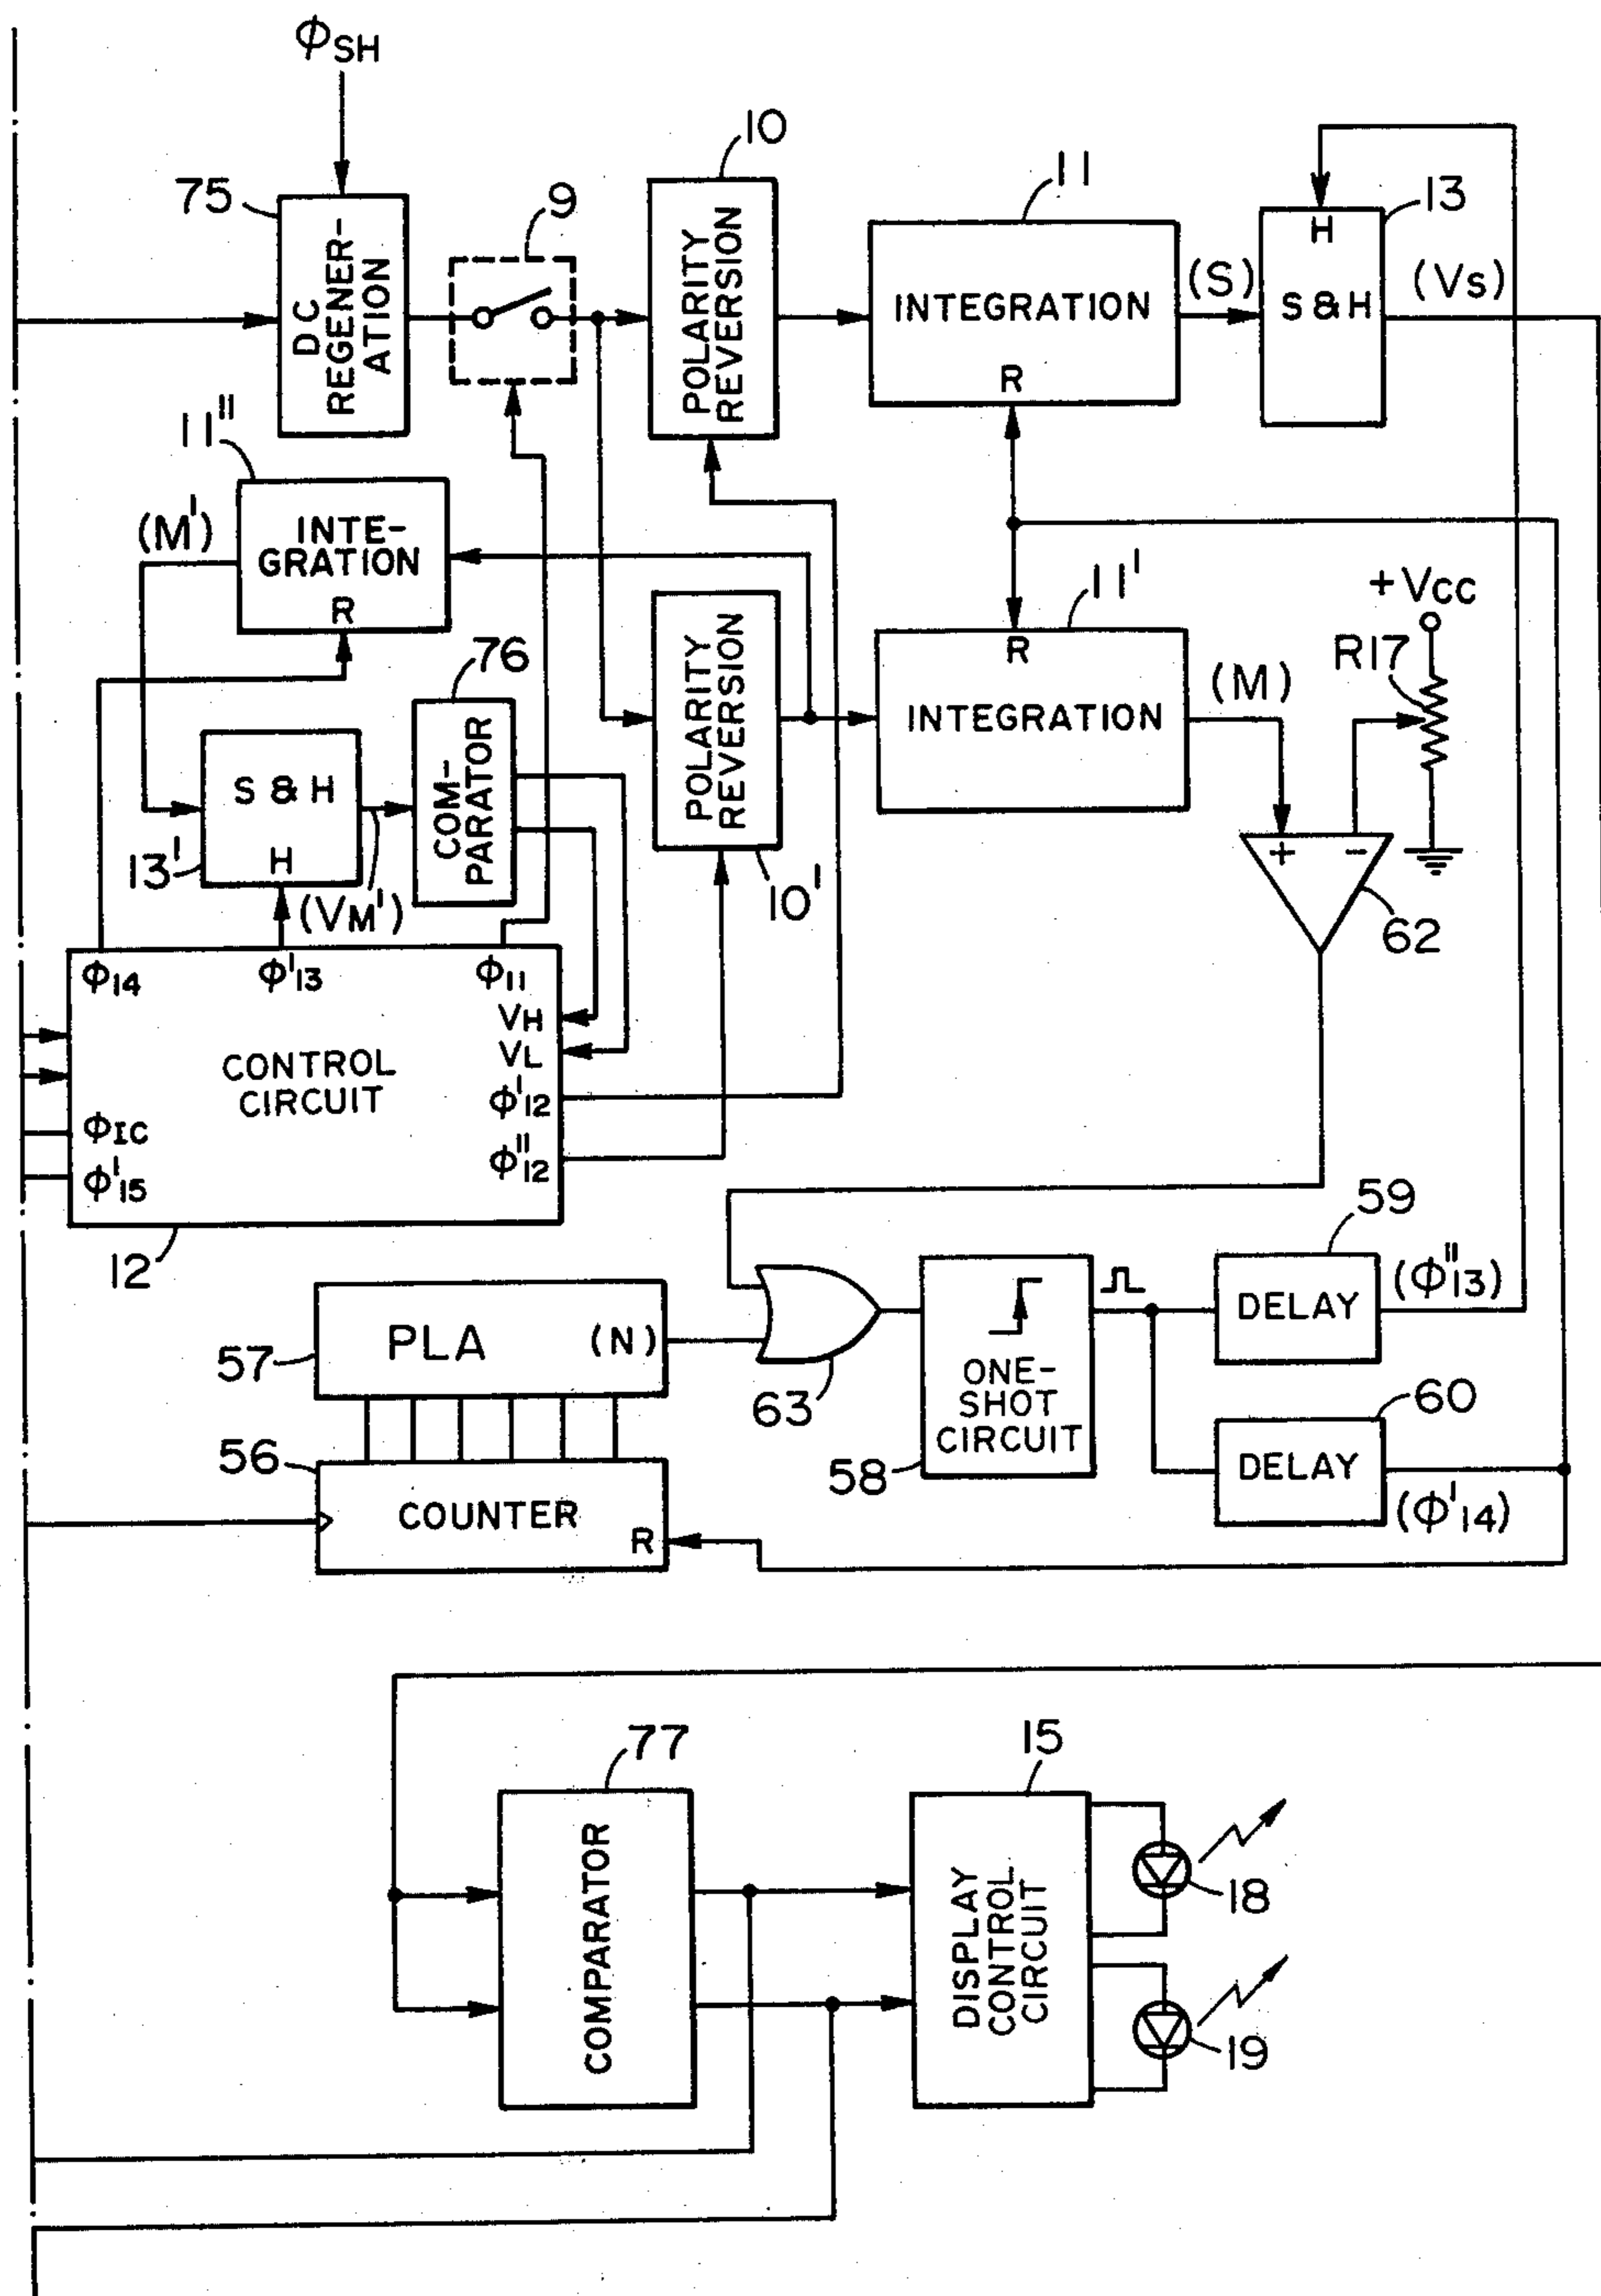 ΦSH
75
DC
REGENER-
ATION
9
10
POLARITY
REVERSION
11
INTEGRATION
R
(S)
H
S & H
13
(Vs)
11"
(M')
INTE-
GRATION
R
76
COM-
PARATOR
S & H
H
13'
(VM')
POLARITY
REVERSION
10'
11'
R
INTEGRATION
(M)
+Vcc
R17
+
-
62
Φ14
Φ'13
Φ11
VH
VL
CONTROL
CIRCUIT
Φ'12
Φ"12
ΦIC
Φ'15
12
57
PLA
(N)
63
ONE-
SHOT
CIRCUIT
58
59
DELAY
(Φ"13)
60
DELAY
(Φ'14)
56
COUNTER
R
77
COMPARATOR
15
DISPLAY
CONTROL
CIRCUIT
18
19